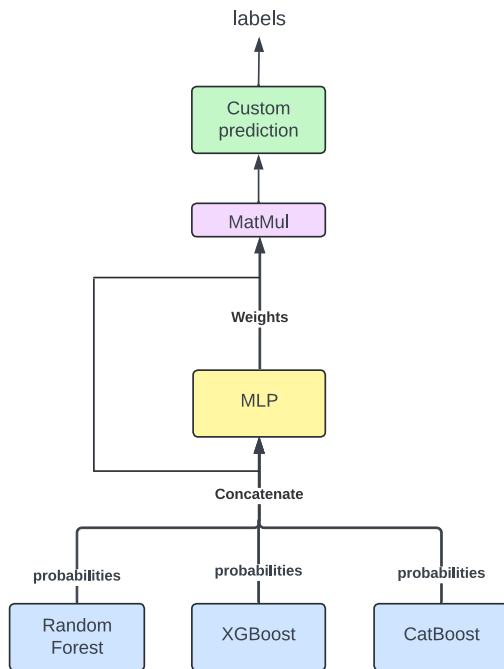 labels
Custom
prediction
MatMul
Weights
MLP
Concatenate
probabilities
probabilities
probabilities
Random
Forest
XGBoost
CatBoost